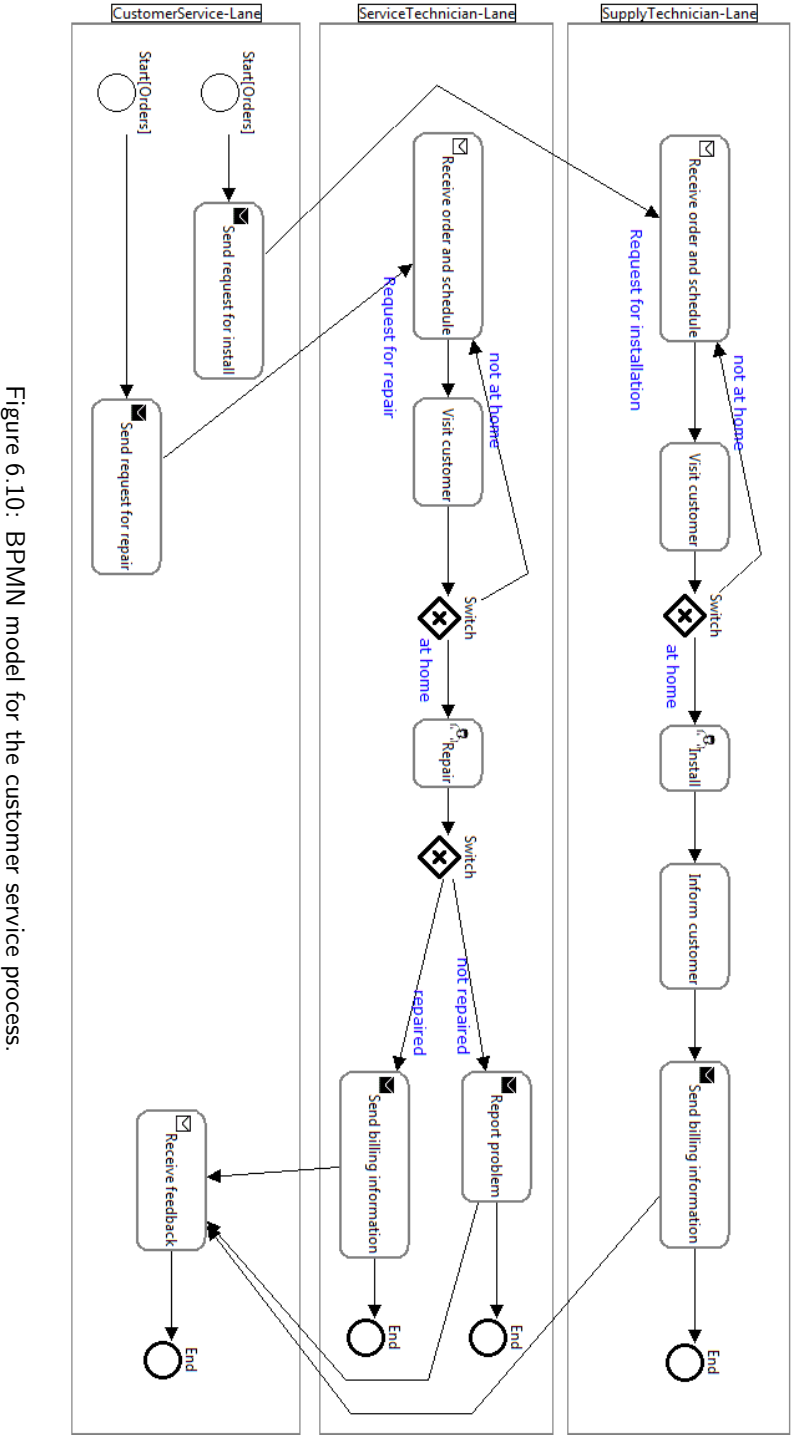 SupplyTechnician-Lane
Receive order and schedule
Request for installation
not at home
Visit customer
Switch
at home
Install
Inform customer
Send billing information
End
ServiceTechnician-Lane
Receive order and schedule
Request for repair
not at home
Visit customer
Switch
at home
Repair
Switch
not repaired
repaired
Report problem
Send billing information
End
End
CustomerService-Lane
Start[Orders]
Start[Orders]
Send request for install
Send request for repair
Receive feedback
End
Figure 6.10: BPMN model for the customer service process.